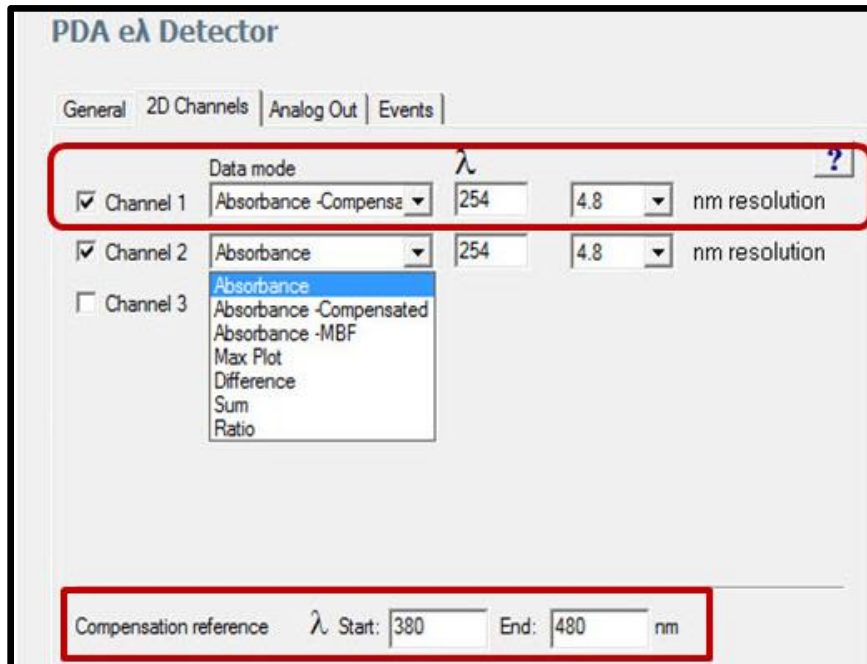 PDA eλ Detector
General 2D Channels Analog Out Events
Data mode λ ?
Channel 1 Absorbance -Compensa 254 4.8 nm resolution
Channel 2 Absorbance 254 4.8 nm resolution
Channel 3
Absorbance
Absorbance -Compensated
Absorbance -MBF
Max Plot
Difference
Sum
Ratio
Compensation reference λ Start: 380 End: 480 nm